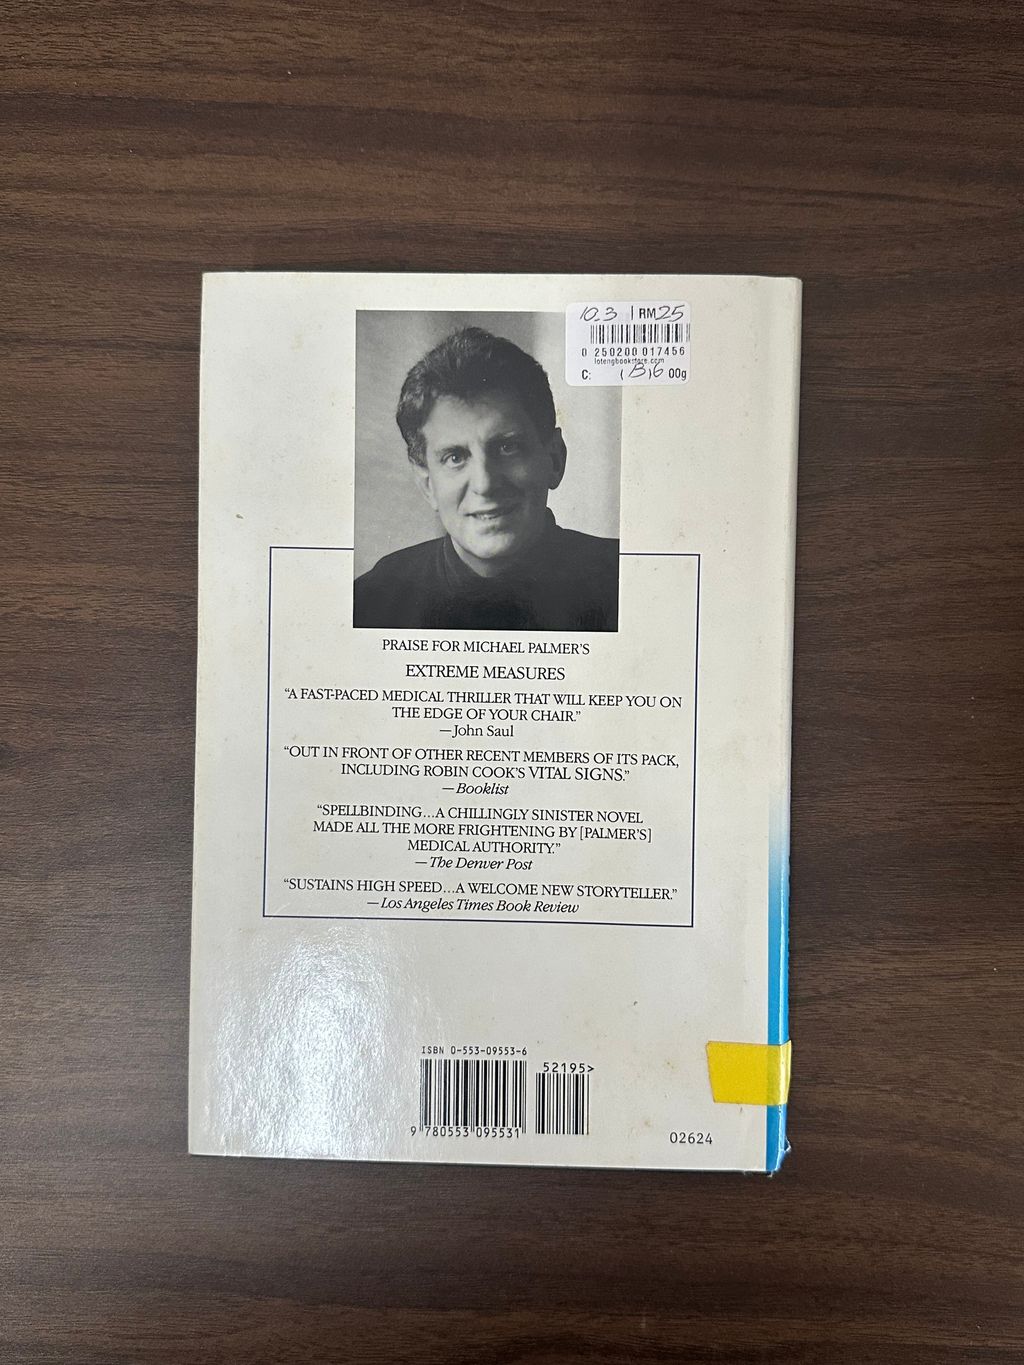 10.3 | RM25
0 250200 017456
lotengbookstore.com
C: 00g
PRAISE FOR MICHAEL PALMER'S
EXTREME MEASURES
“A FAST-PACED MEDICAL THRILLER THAT WILL KEEP YOU ON
THE EDGE OF YOUR CHAIR.”
—John Saul
“OUT IN FRONT OF OTHER RECENT MEMBERS OF ITS PACK,
INCLUDING ROBIN COOK'S VITAL SIGNS.”
—Booklist
“SPELLBINDING...A CHILLINGLY SINISTER NOVEL
MADE ALL THE MORE FRIGHTENING BY [PALMER'S]
MEDICAL AUTHORITY.”
—The Denver Post
“SUSTAINS HIGH SPEED...A WELCOME NEW STORYTELLER.”
—Los Angeles Times Book Review
ISBN 0-553-09553-6
52195>
9 780553 095531
02624